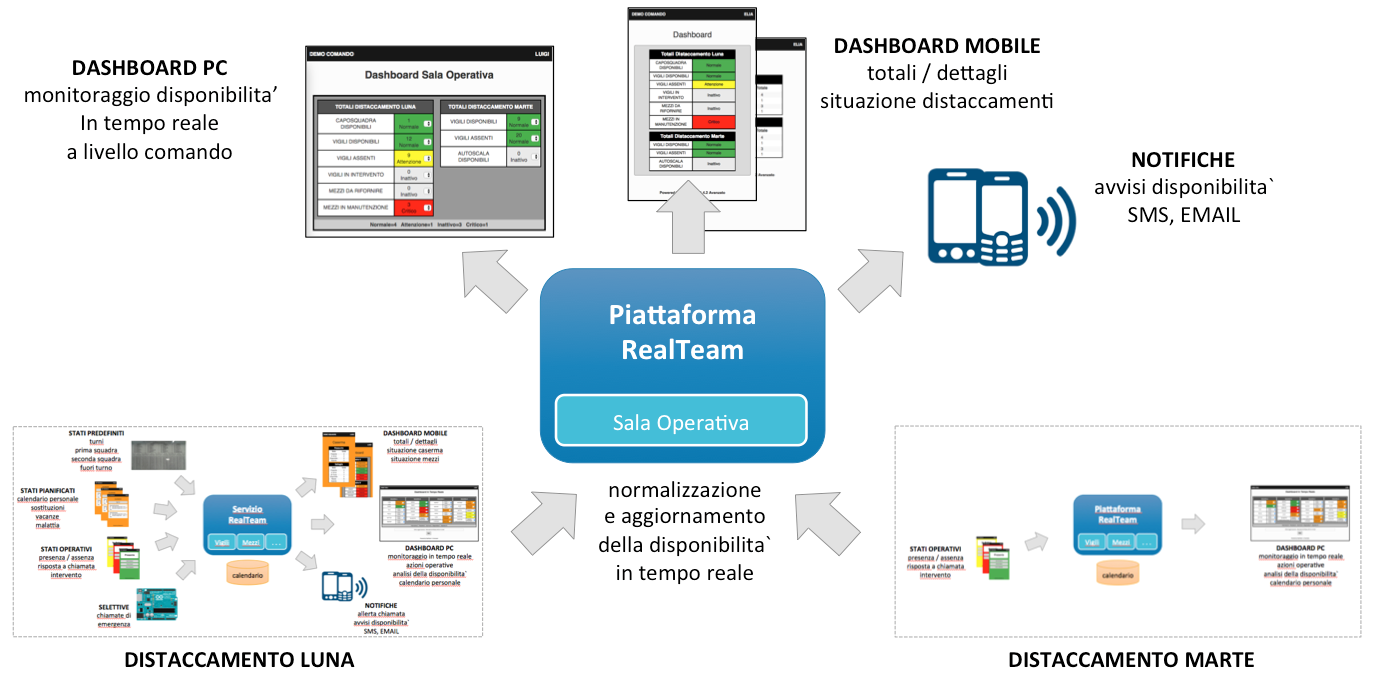 DASHBOARD PC
monitoraggio disponibilita’
In tempo reale
a livello comando
DEMO COMANDO LUIGI
Dashboard Sala Operativa
TOTALI DISTACCAMENTO LUNA
CAPOSQUADRA DISPONIBILI 1 Normale
VIGILI DISPONIBILI
Normale
VIGILI ASSENTI 9 Attenzione
VIGILI IN INTERVENTO 0 Inattivo
MEZZI DA RIFORNIRE 0 Inattivo
MEZZI IN MANUTENZIONE 3 Critico
TOTALI DISTACCAMENTO MARTE
VIGILI DISPONIBILI
Normale
VIGILI ASSENTI
Normale
AUTOSCALA DISPONIBILI 0 Inattivo
Normale=4 Attenzione=1 Inattivo=3 Critico=1
DEMO COMANDO ELIA
Dashboard
Totali Distaccamento Luna
CAPOSQUADRA DISPONIBILI Normale
VIGILI DISPONIBILI Normale
VIGILI ASSENTI Attenzione
VIGILI IN INTERVENTO Inattivo
MEZZI DA RIFORNIRE Inattivo
MEZZI IN MANUTENZIONE Critico
Totali Distaccamento Marte
VIGILI DISPONIBILI Normale
VIGILI ASSENTI Normale
AUTOSCALA DISPONIBILI Inattivo
ELIA
DASHBOARD MOBILE
totali / dettagli
situazione distaccamenti
NOTIFICHE
avvisi disponibilita`
SMS, EMAIL
Piattaforma
RealTeam
Sala Operativa
normalizzazione
e aggiornamento
della disponibilita`
in tempo reale
STATI PREDEFINITI
turni
prima squadra
seconda squadra
fuori turno
STATI PIANIFICATI
calendario personale
sostituzioni
vacanze
malattia
STATI OPERATIVI
presenza / assenza
risposta a chiamata
intervento
SELETTIVE
chiamate di
emergenza
Servizio
RealTeam
Vigili Mezzi ...
calendario
DASHBOARD MOBILE
totali / dettagli
situazione caserma
situazione mezzi
DASHBOARD PC
monitoraggio in tempo reale
azioni operative
analisi della disponibilita`
calendario personale
NOTIFICHE
allerta chiamata
avvisi disponibilita`
SMS, EMAIL
DISTACCAMENTO LUNA
STATI OPERATIVI
presenza / assenza
risposta a chiamata
intervento
Piattaforma
RealTeam
Vigili Mezzi ...
calendario
DASHBOARD PC
monitoraggio in tempo reale
azioni operative
analisi della disponibilita`
calendario personale
DISTACCAMENTO MARTE